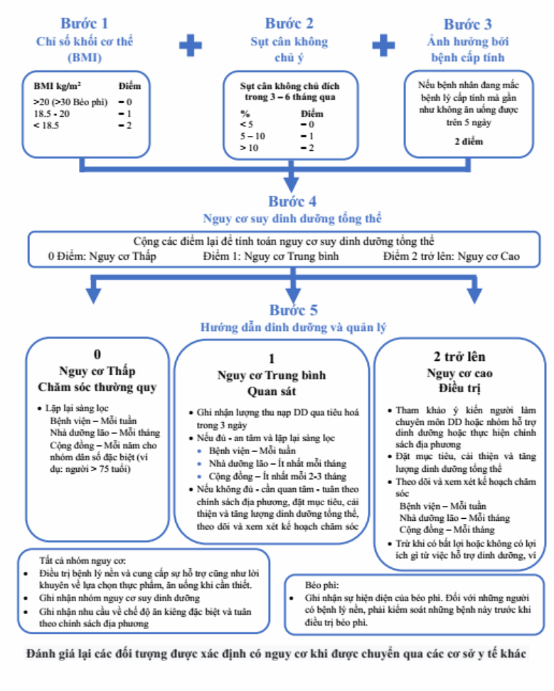 Bước 1
Chỉ số khối cơ thể
(BMI)
BMI kg/m² Điểm
>20 (>30 Béo phì) = 0
18.5 - 20 = 1
< 18.5 = 2
Bước 2
Sụt cân không
chủ ý
Sụt cân không chủ đích
trong 3 – 6 tháng qua
% Điểm
< 5 = 0
5 – 10 = 1
> 10 = 2
Bước 3
Ảnh hưởng bởi
bệnh cấp tính
Nếu bệnh nhân đang mắc
bệnh lý cấp tính mà gần
như không ăn uống được
trên 5 ngày
2 điểm
Bước 4
Nguy cơ suy dinh dưỡng tổng thể
Cộng các điểm lại để tính toán nguy cơ suy dinh dưỡng tổng thể
0 Điểm: Nguy cơ Thấp Điểm 1: Nguy cơ Trung bình Điểm 2 trở lên: Nguy cơ Cao
Bước 5
Hướng dẫn dinh dưỡng và quản lý
0
Nguy cơ Thấp
Chăm sóc thường quy
• Lặp lại sàng lọc
Bệnh viện – Mỗi tuần
Nhà dưỡng lão – Mỗi tháng
Cộng đồng – Mỗi năm cho
nhóm dân số đặc biệt (ví
dụ: người > 75 tuổi)
1
Nguy cơ Trung bình
Quan sát
• Ghi nhận lượng thu nạp DD qua tiêu hoá
trong 3 ngày
• Nếu đủ - an tâm và lặp lại sàng lọc
• Bệnh viện – Mỗi tuần
• Nhà dưỡng lão – Ít nhất mỗi tháng
• Cộng đồng – Ít nhất mỗi 2-3 tháng
• Nếu không đủ - cần quan tâm - tuân theo
chính sách địa phương, đặt mục tiêu, cải
thiện và tăng lượng dinh dưỡng tổng thể,
theo dõi và xem xét kế hoạch chăm sóc
2 trở lên
Nguy cơ cao
Điều trị
• Tham khảo ý kiến người làm
chuyên môn DD hoặc nhóm hỗ trợ
dinh dưỡng hoặc thực hiện chính
sách địa phương
• Đặt mục tiêu, cải thiện và tăng
lượng dinh dưỡng tổng thể
• Theo dõi và xem xét kế hoạch chăm
sóc
Bệnh viện – Mỗi tuần
Nhà dưỡng lão – Mỗi tháng
Cộng đồng – Mỗi tháng
• Trừ khi có bất lợi hoặc không có lợi
ích gì từ việc hỗ trợ dinh dưỡng, ví
Tất cả nhóm nguy cơ:
• Điều trị bệnh lý nền và cung cấp sự hỗ trợ cũng như lời
khuyên về lựa chọn thực phẩm, ăn uống khi cần thiết.
• Ghi nhận nhóm nguy cơ suy dinh dưỡng
• Ghi nhận nhu cầu về chế độ ăn kiêng đặc biệt và tuân
theo chính sách địa phương
Béo phì:
• Ghi nhận sự hiện diện của béo phì. Đối với những người
có bệnh lý nền, phải kiểm soát những bệnh này trước khi
điều trị béo phì.
Đánh giá lại các đối tượng được xác định có nguy cơ khi được chuyển qua các cơ sở y tế khác